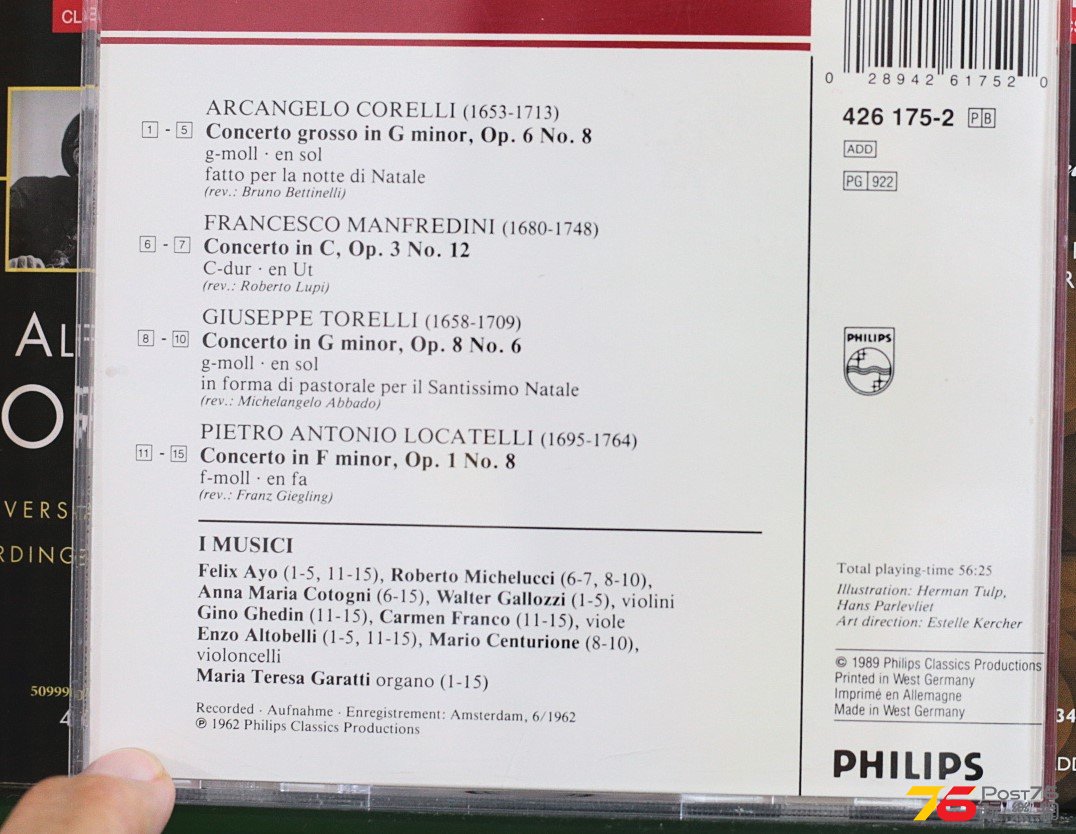 CL
ARCANGELO CORELLI (1653-1713)
1 - 5 Concerto grosso in G minor, Op. 6 No. 8
g-moll · en sol
fatto per la notte di Natale
(rev.: Bruno Bettinelli)
FRANCESCO MANFREDINI (1680-1748)
6 - 7 Concerto in C, Op. 3 No. 12
C-dur · en Ut
(rev.: Roberto Lupi)
GIUSEPPE TORELLI (1658-1709)
8 - 10 Concerto in G minor, Op. 8 No. 6
g-moll · en sol
in forma di pastorale per il Santissimo Natale
(rev.: Michelangelo Abbado)
PIETRO ANTONIO LOCATELLI (1695-1764)
11 - 15 Concerto in F minor, Op. 1 No. 8
f-moll · en fa
(rev.: Franz Giegling)
I MUSICI
Felix Ayo (1-5, 11-15), Roberto Michelucci (6-7, 8-10),
Anna Maria Cotogni (6-15), Walter Gallozzi (1-5), violini
Gino Ghedin (11-15), Carmen Franco (11-15), viole
Enzo Altobelli (1-5, 11-15), Mario Centurione (8-10),
violoncelli
Maria Teresa Garatti organo (1-15)
Recorded · Aufnahme · Enregistrement: Amsterdam, 6/1962
℗ 1962 Philips Classics Productions
0 28942 61752 0
426 175-2 PB
ADD
PG 922
PHILIPS
Total playing-time 56:25
Illustration: Herman Tulp,
Hans Parlevliet
Art direction: Estelle Kercher
© 1989 Philips Classics Productions
Printed in West Germany
Imprimé en Allemagne
Made in West Germany
PHILIPS
AL
O
VERS
RDING
50999
4
34
76 Post76